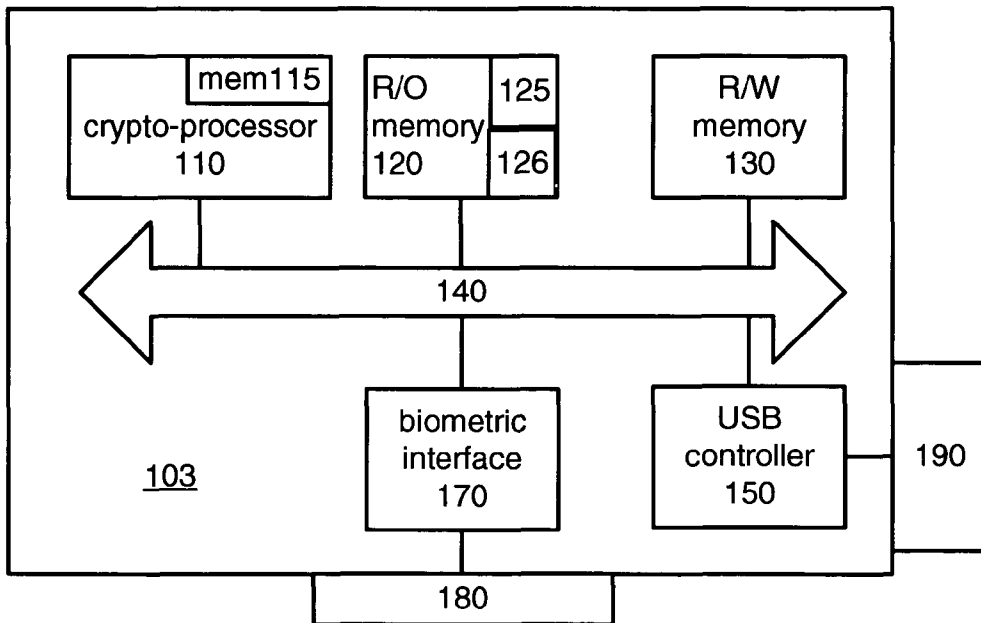 mem115
crypto-processor
110
R/O
memory
120
125
126
R/W
memory
130
140
biometric
interface
170
USB
controller
150
190
103
180